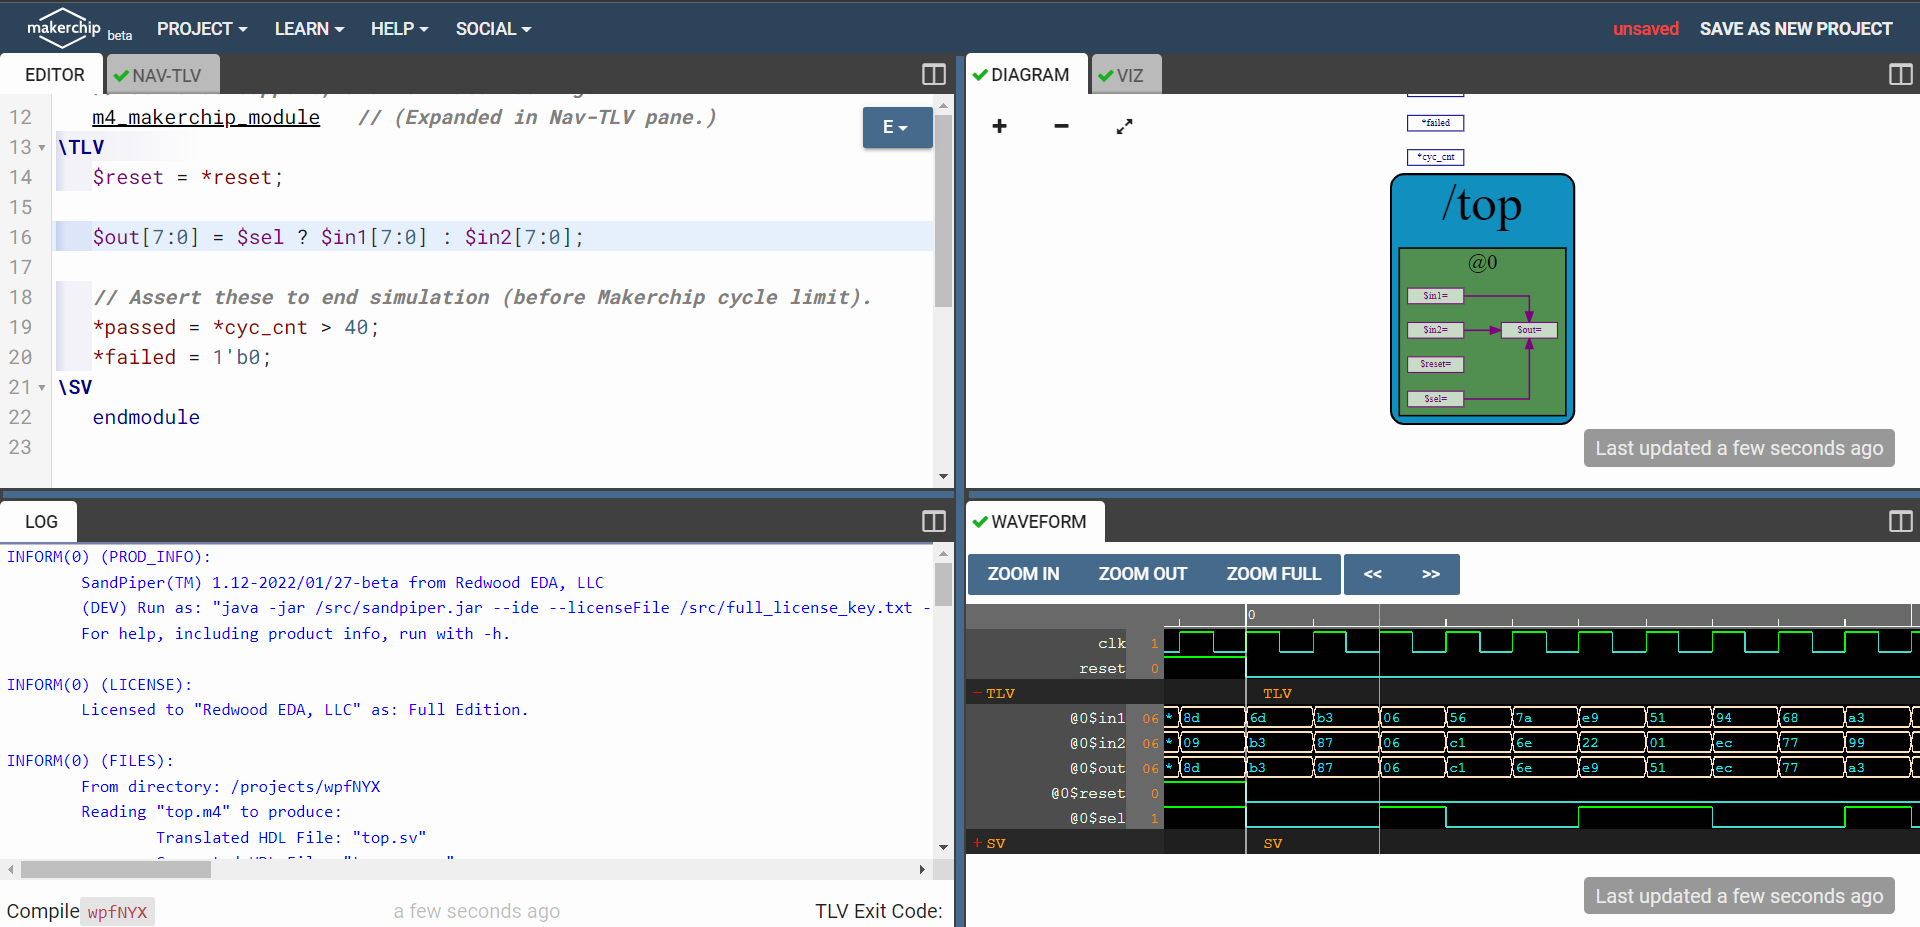 makerchip beta PROJECT LEARN HELP SOCIAL unsaved SAVE AS NEW PROJECT
EDITOR NAV-TLV
12 m4_makerchip_module // (Expanded in Nav-TLV pane.)
E
13 \TLV
14 $reset = *reset;
15
16 $out[7:0] = $sel ? $in1[7:0] : $in2[7:0];
17
18 // Assert these to end simulation (before Makerchip cycle limit).
19 *passed = *cyc_cnt > 40;
20 *failed = 1'b0;
21 \SV
22 endmodule
23
DIAGRAM VIZ
*failed
*cyc_cnt
/top
@0
$in1=
$in2= $out=
$reset=
$sel=
Last updated a few seconds ago
LOG
INFORM(0) (PROD_INFO):
SandPiper(TM) 1.12-2022/01/27-beta from Redwood EDA, LLC
(DEV) Run as: "java -jar /src/sandpiper.jar --ide --licenseFile /src/full_license_key.txt -
For help, including product info, run with -h.
INFORM(0) (LICENSE):
Licensed to "Redwood EDA, LLC" as: Full Edition.
INFORM(0) (FILES):
From directory: /projects/wpfNYX
Reading "top.m4" to produce:
Translated HDL File: "top.sv"
Compile wpfNYX a few seconds ago TLV Exit Code:
WAVEFORM
ZOOM IN ZOOM OUT ZOOM FULL << >>
0
clk 1
reset 0
- TLV TLV
@0$in1 06 * 8d 6d b3 06 56 7a e9 51 94 68 a3
@0$in2 06 * 09 b3 87 06 c1 6e 22 01 ec 77 99
@0$out 06 * 8d b3 87 06 c1 6e e9 51 ec 77 a3
@0$reset 0
@0$sel 1
+ SV SV
Last updated a few seconds ago